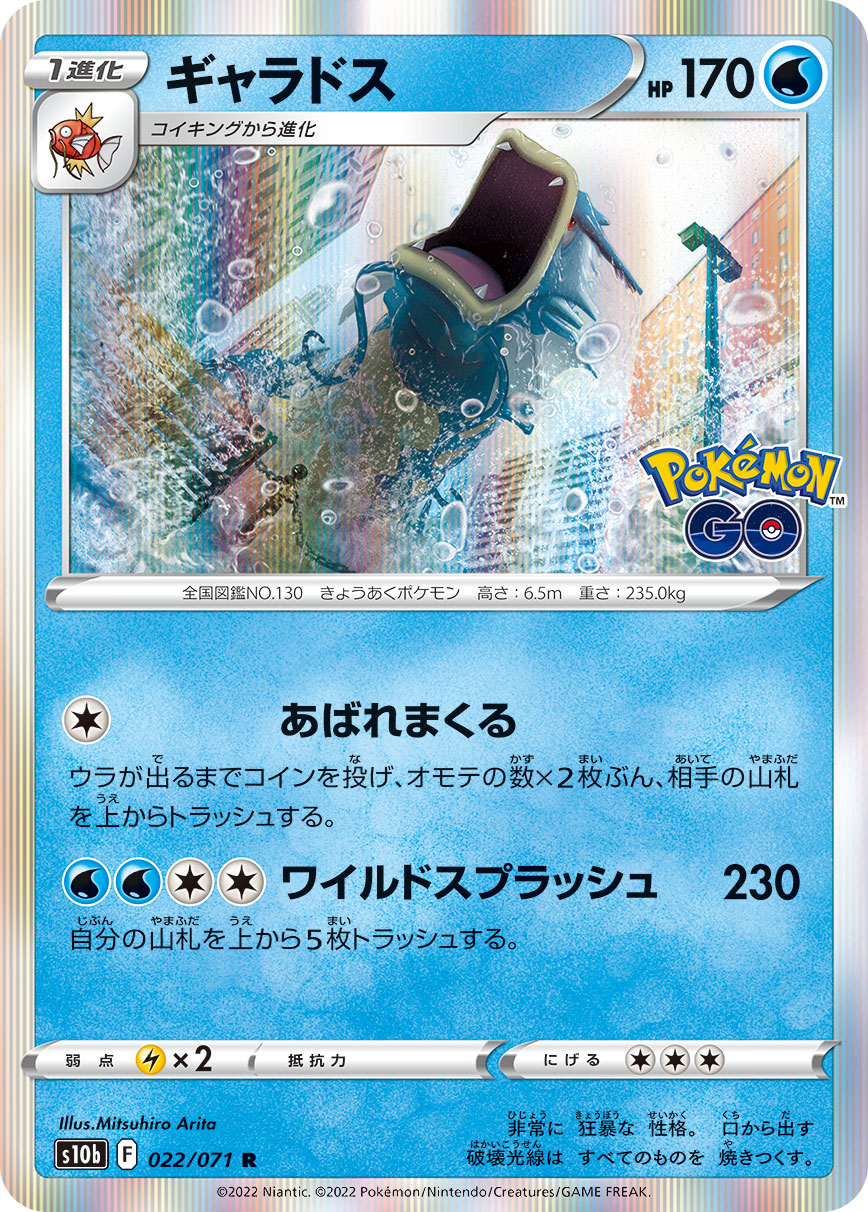 1進化
ギャラドス
HP 170
コイキングから進化
Pokémon™
GO
全国図鑑NO.130 きょうあくポケモン 高さ:6.5m 重さ:235.0kg
あばれまくる
ウラが出るまでコインを投げ、オモテの数×2枚ぶん、相手の山札
を上からトラッシュする。
ワイルドスプラッシュ 230
自分の山札を上から5枚トラッシュする。
弱点 ×2 抵抗力 にげる
Illus.Mitsuhiro Arita
非常に 狂暴な 性格。 口から出す
破壊光線は すべてのものを 焼きつくす。
s10b F 022/071 R
©2022 Niantic. ©2022 Pokémon/Nintendo/Creatures/GAME FREAK.